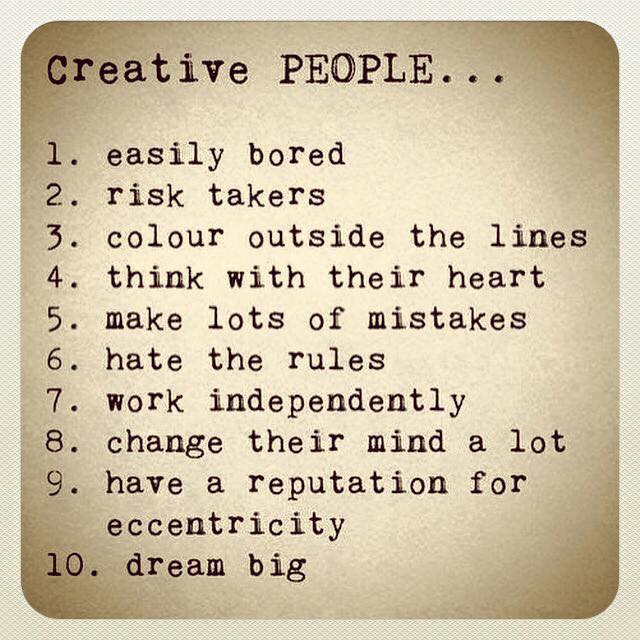 Creative PEOPLE...
1. easily bored
2. risk takers
3. colour outside the lines
4. think with their heart
5. make lots of mistakes
6. hate the rules
7. work independently
8. change their mind a lot
9. have a reputation for
eccentricity
10. dream big